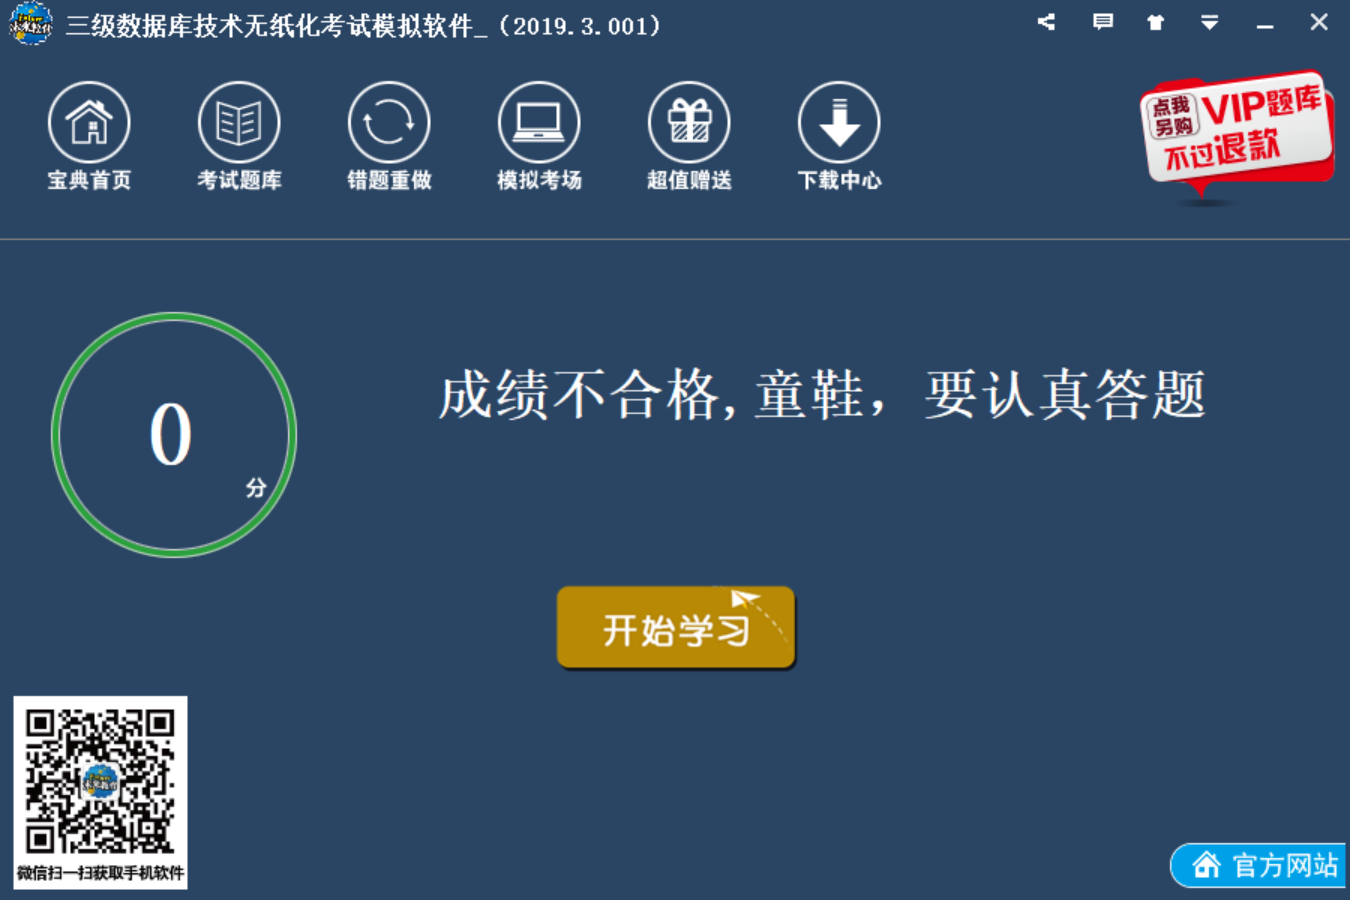 三级数据库技术无纸化考试模拟软件_（2019.3.001）
宝典首页
考试题库
错题重做
模拟考场
超值赠送
下载中心
点我
另购
VIP题库
不过退款
0
分
成绩不合格,童鞋，要认真答题
开始学习
微信扫一扫获取手机软件
官方网站